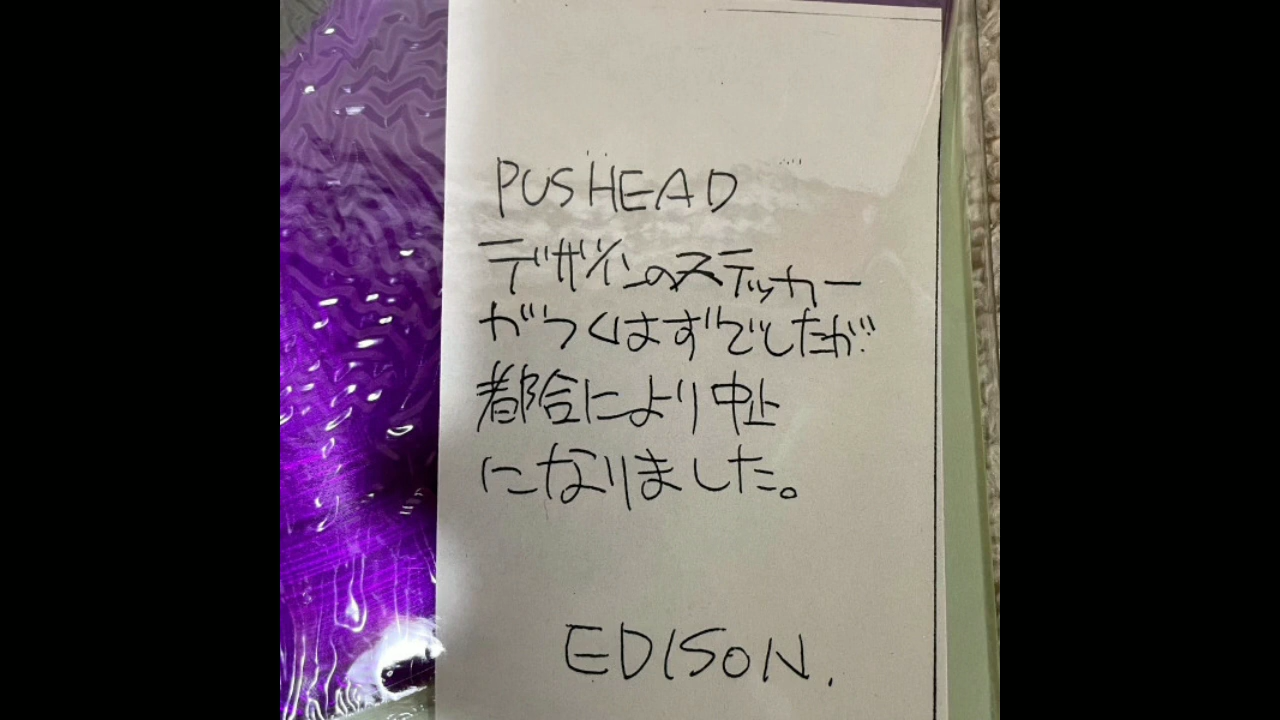 PUSHEAD
デザインのステッカー
がつくはずでしたが
都合により中止
になりました。
EDISON.